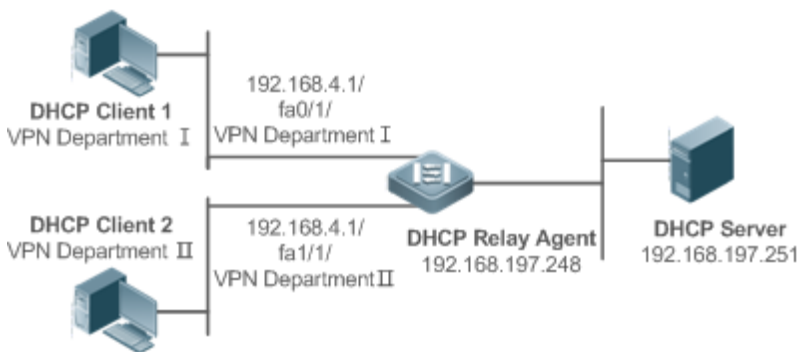 DHCP Client 1
VPN Department Ⅰ
192.168.4.1/
fa0/1/
VPN Department Ⅰ
DHCP Client 2
VPN Department Ⅱ
192.168.4.1/
fa1/1/
VPN Department Ⅱ
DHCP Relay Agent
192.168.197.248
DHCP Server
192.168.197.251